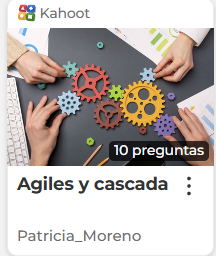 Kahoot
10 preguntas
Agiles y cascada
Patricia_Moreno